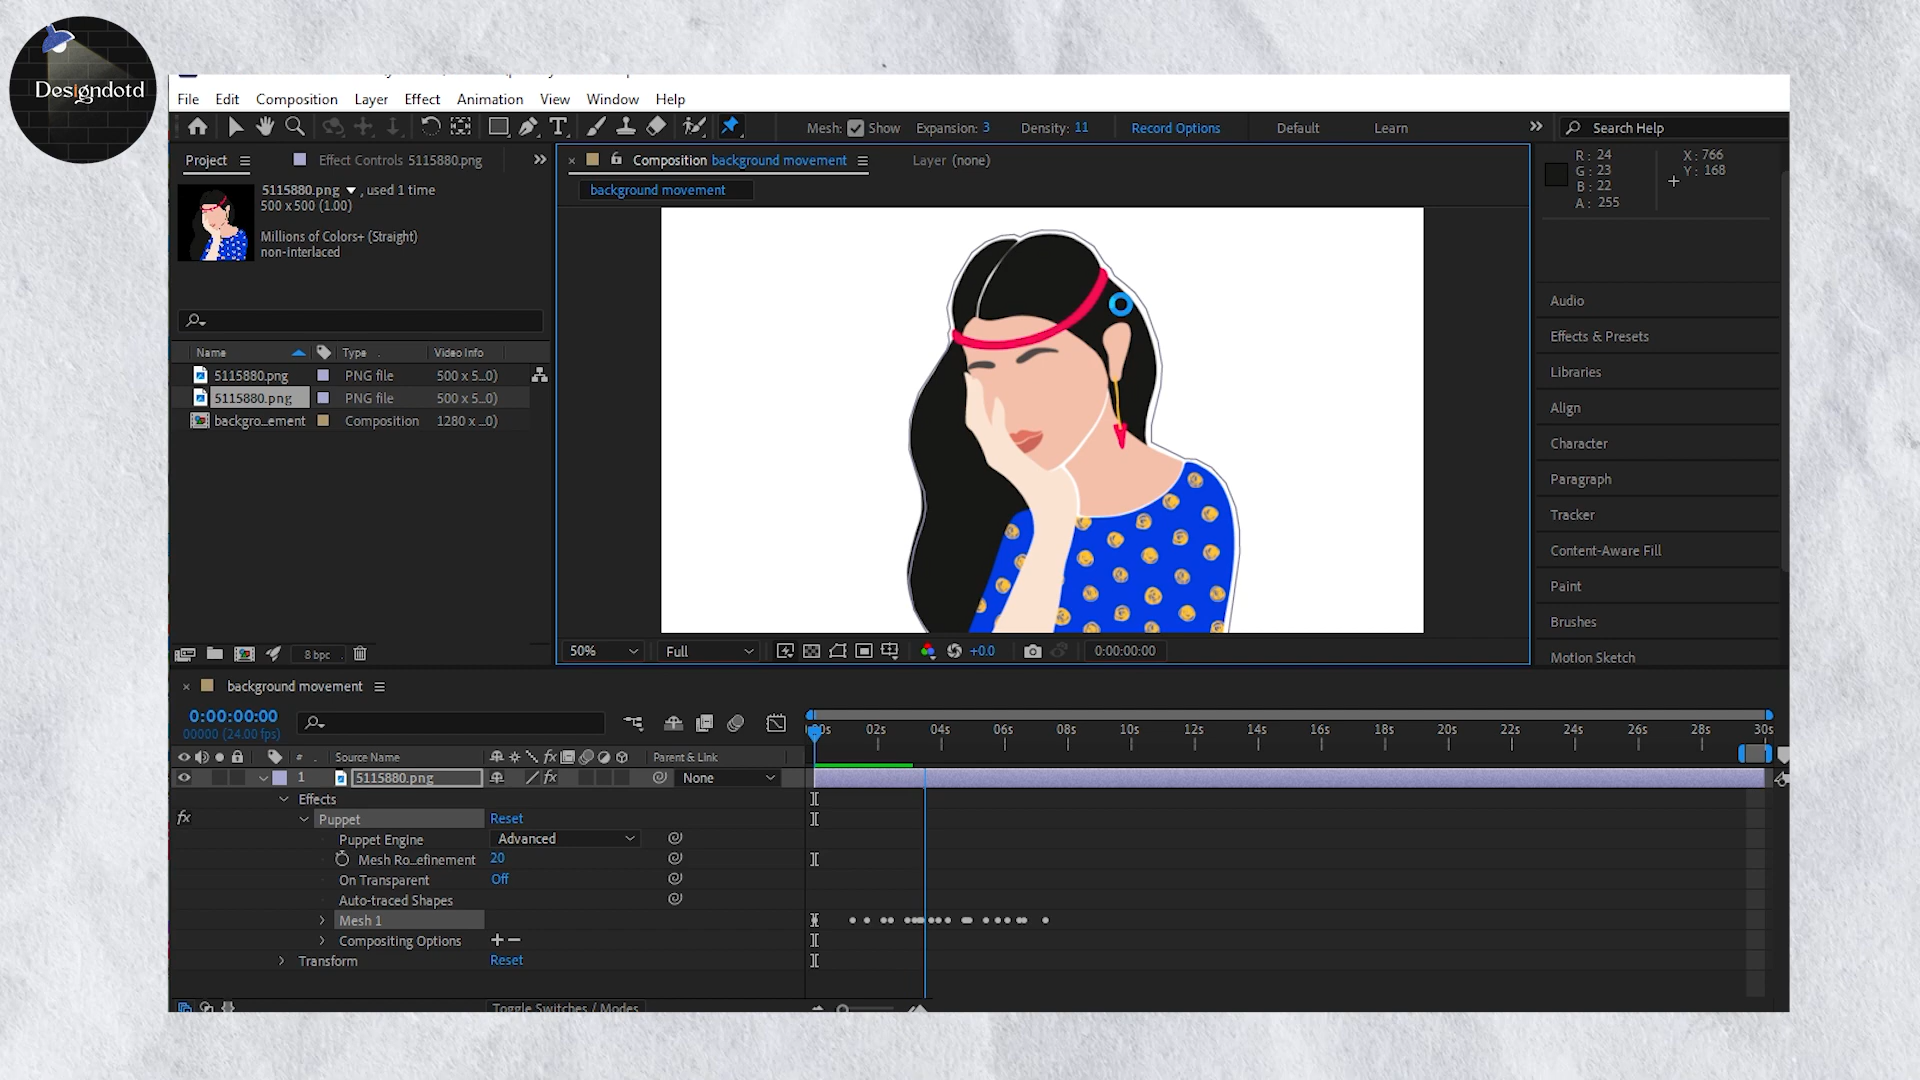 Designdotd
File Edit Composition Layer Effect Animation View Window Help
Mesh: Show Expansion: 3 Density: 11 Record Options Default Learn Search Help
Project Effect Controls 5115880.png Composition background movement Layer (none)
background movement
5115880.png , used 1 time
500 x 500 (1.00)
Millions of Colors+ (Straight)
non-interlaced
R: 24
G: 23
B: 22
A: 255
X: 766
Y: 168
Name Type Video Info
5115880.png PNG file 500 x 5...0)
5115880.png PNG file 500 x 5...0)
backgro...ement Composition 1280 x ...0)
Audio
Effects & Presets
Libraries
Align
Character
Paragraph
Tracker
Content-Aware Fill
Paint
Brushes
Motion Sketch
8 bpc
50% Full +0.0 0:00:00:00
background movement
0:00:00:00
00000 (24.00 fps)
02s 04s 06s 08s 10s 12s 14s 16s 18s 20s 22s 24s 26s 28s 30s
# Source Name fx Parent & Link
1 5115880.png fx None
Effects
fx Puppet Reset
Puppet Engine Advanced
Mesh Ro...efinement 20
On Transparent Off
Auto-traced Shapes
Mesh 1
Compositing Options
Transform Reset
Toggle Switches / Modes